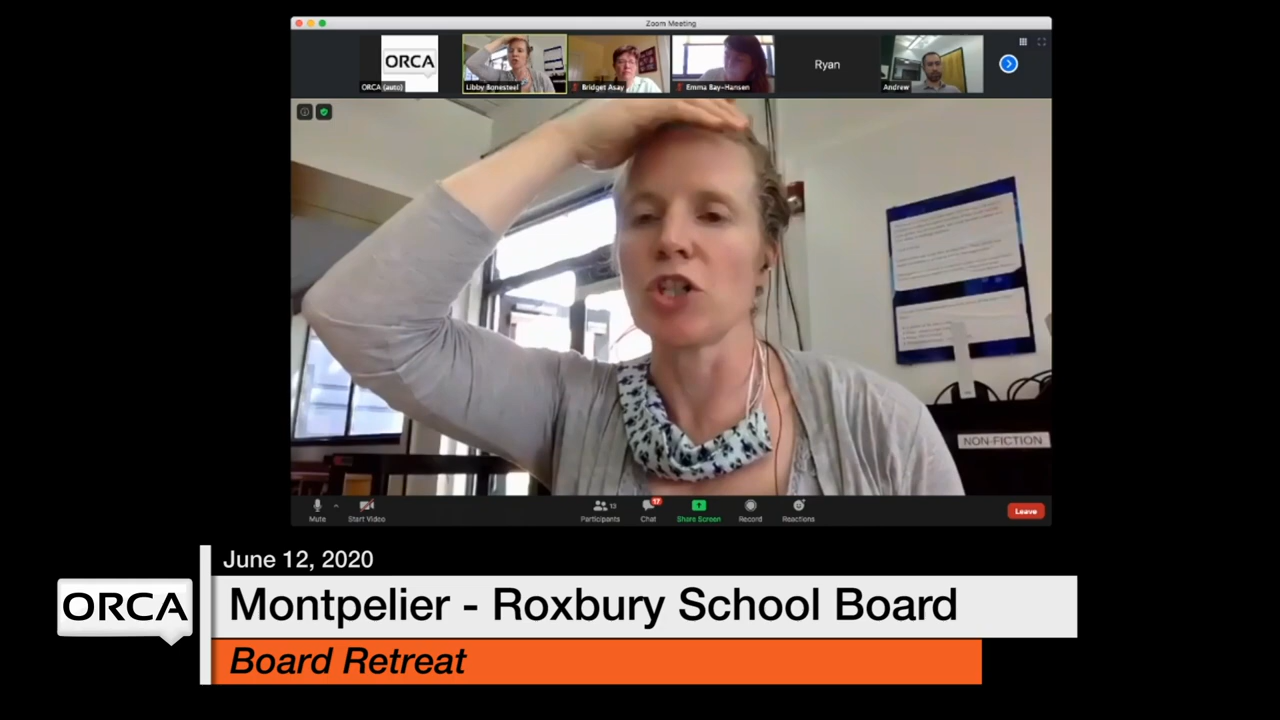 Zoom Meeting
ORCA
ORCA (auto)
Libby Bonesteel
Bridget Asay
Emma Bay-Hansen
Ryan
Andrew
NON-FICTION
Mute
Start Video
Participants
13
Chat
17
Share Screen
Record
Reactions
Leave
June 12, 2020
ORCA
Montpelier - Roxbury School Board
Board Retreat